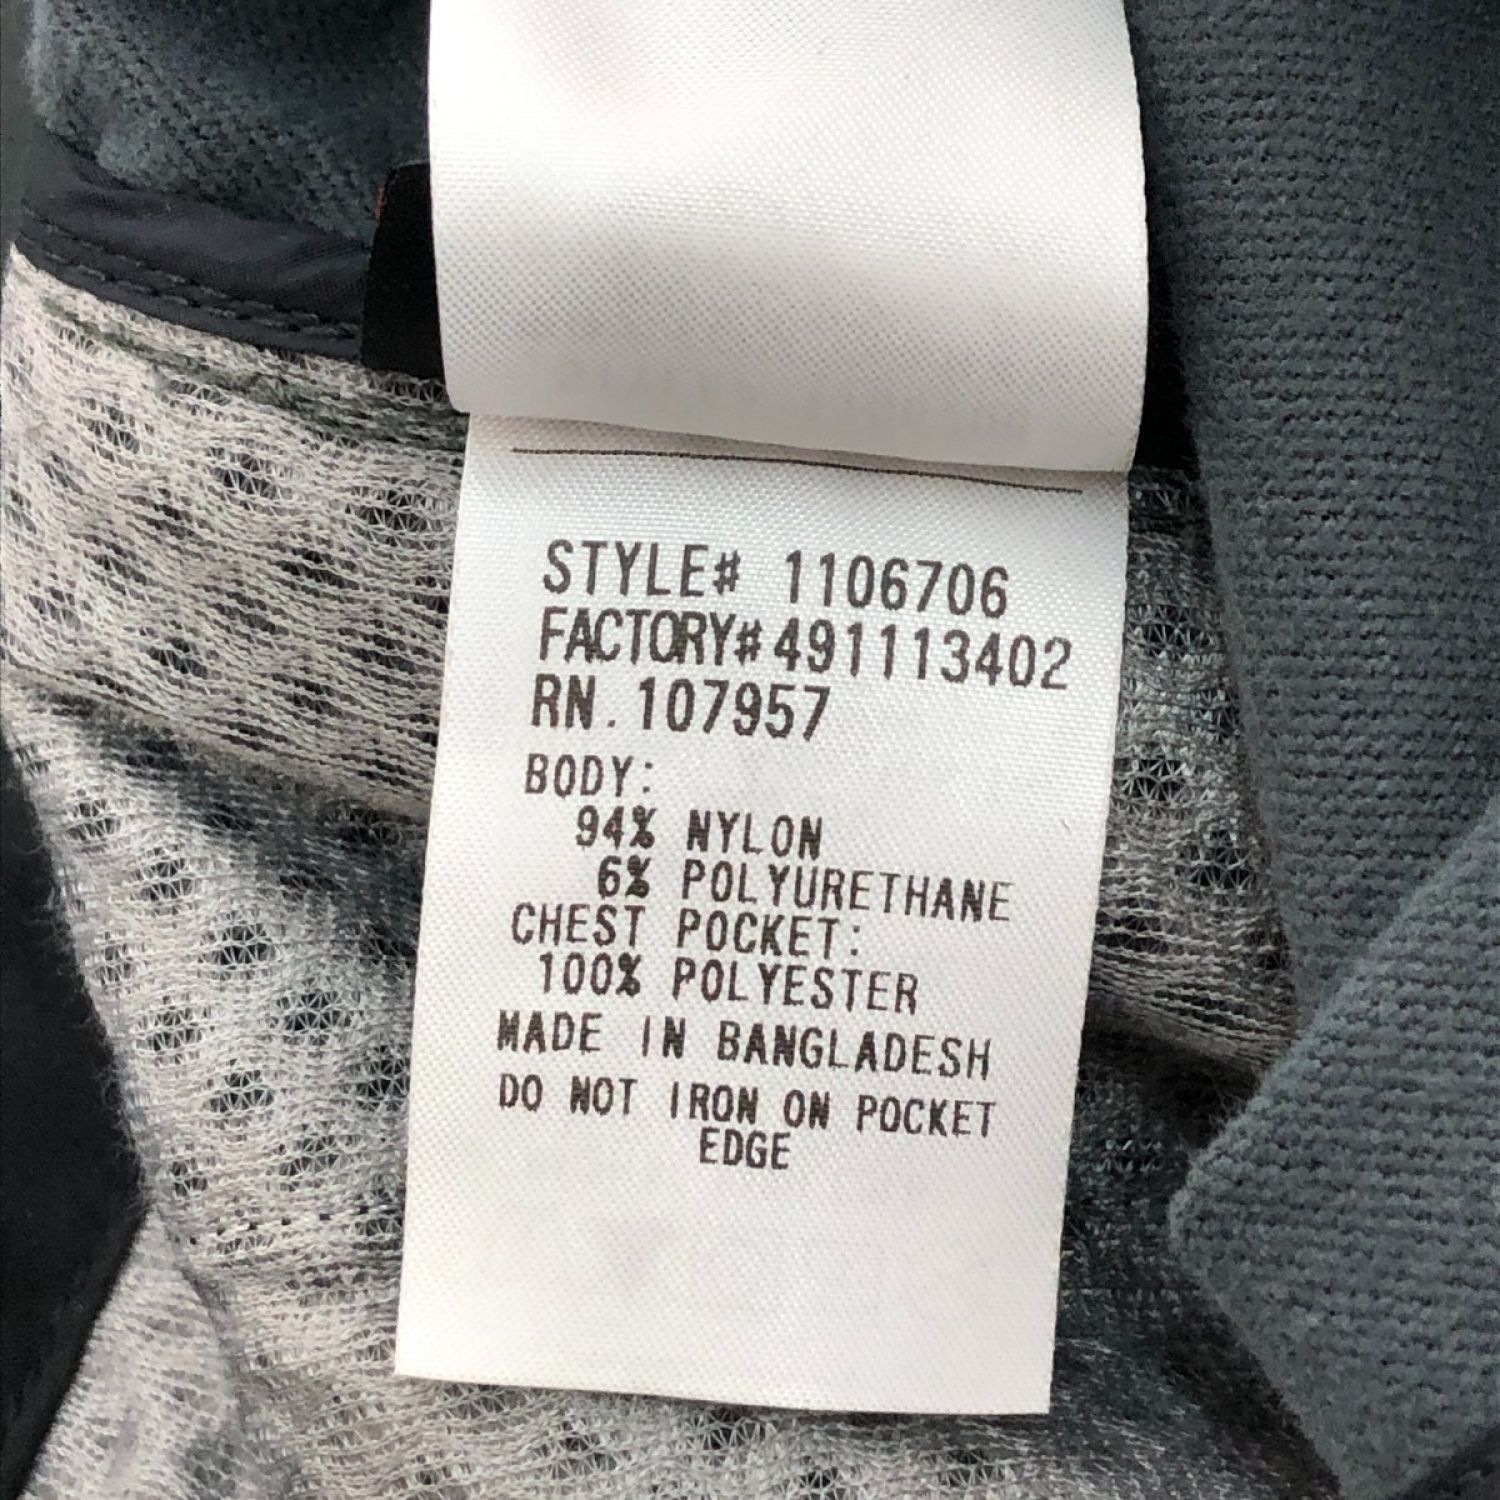 STYLE# 1106706
FACTORY#491113402
RN.107957
BODY:
94% NYLON
6% POLYURETHANE
CHEST POCKET:
100% POLYESTER
MADE IN BANGLADESH
DO NOT IRON ON POCKET
EDGE